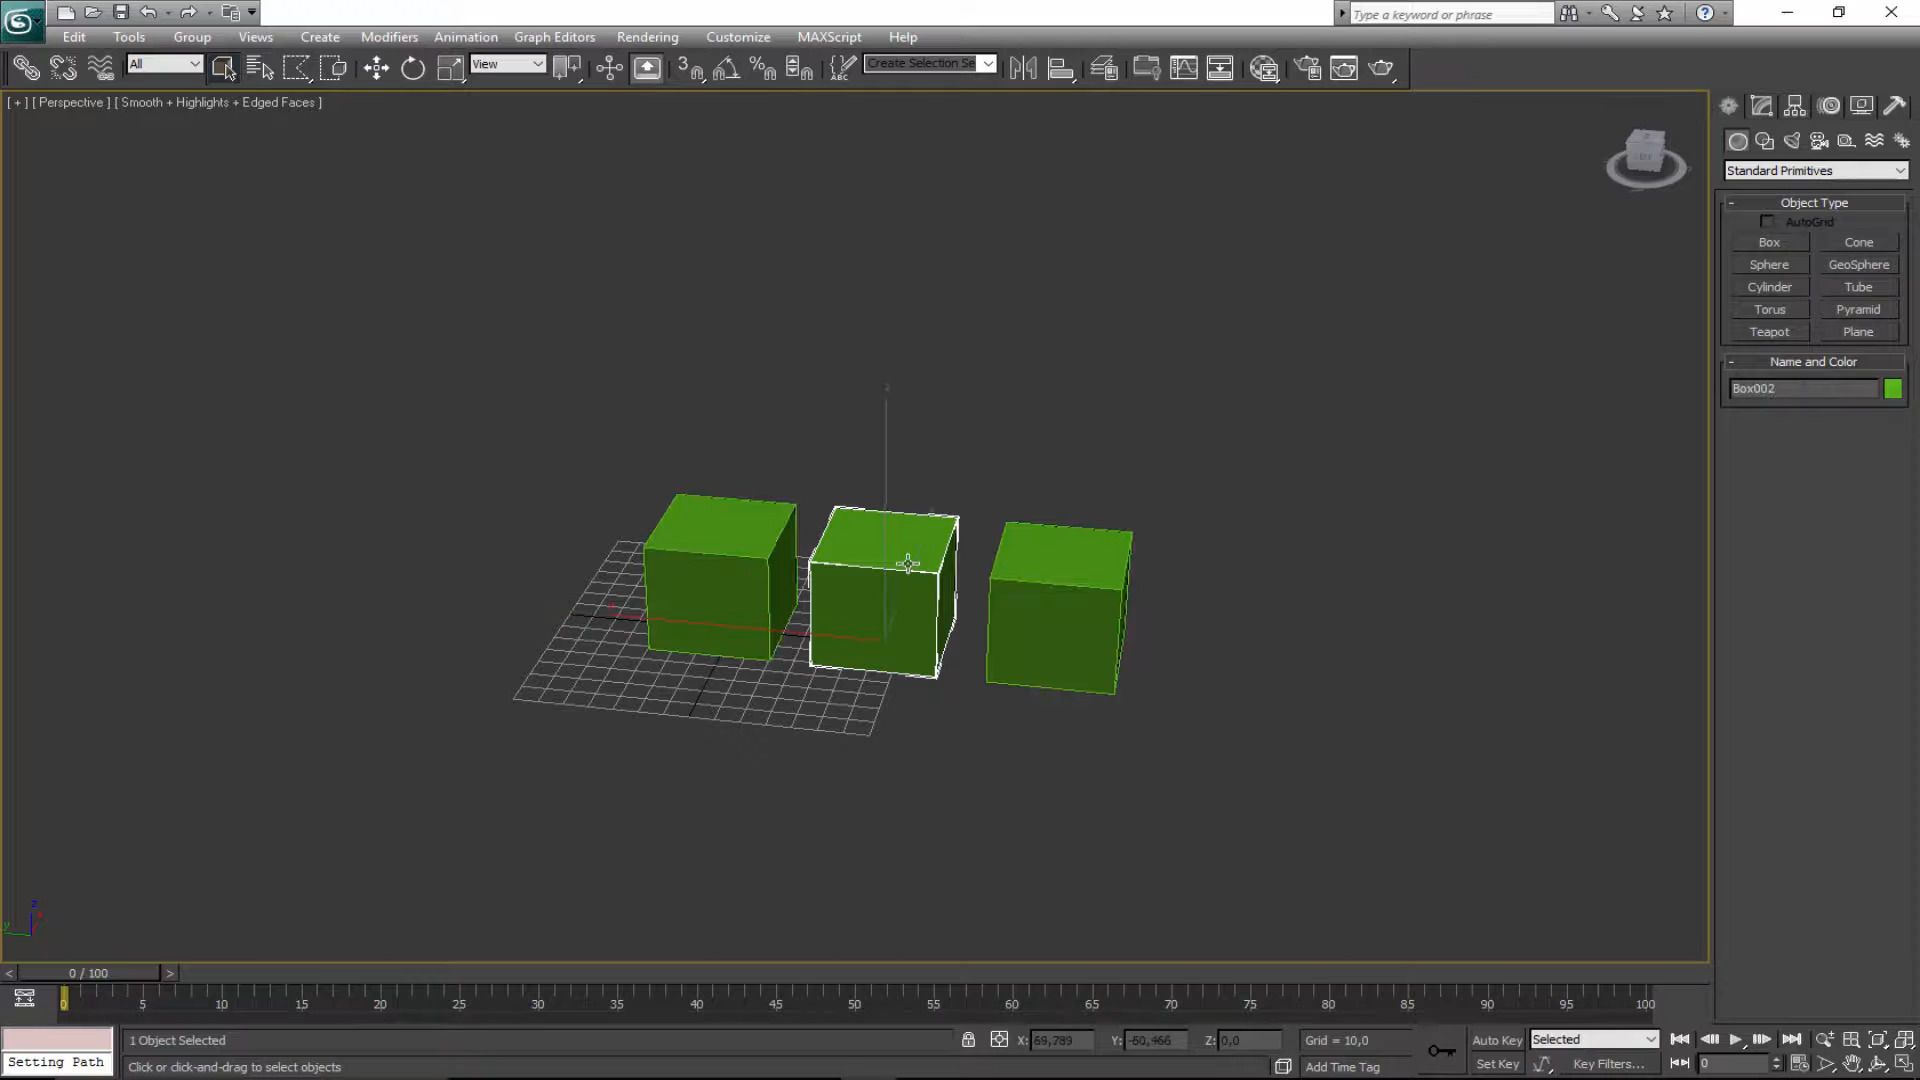 Type a keyword or phrase
Edit Tools Group Views Create Modifiers Animation Graph Editors Rendering Customize MAXScript Help
All View 3 ABC Create Selection Se
[ + ] [ Perspective ] [ Smooth + Highlights + Edged Faces ]
Standard Primitives
- Object Type
AutoGrid
Box Cone
Sphere GeoSphere
Cylinder Tube
Torus Pyramid
Teapot Plane
- Name and Color
Box002
z
y
< 0 / 100 >
0 5 10 15 20 25 30 35 40 45 50 55 60 65 70 75 80 85 90 95 100
1 Object Selected X: 69,789 Y: -50,466 Z: 0,0 Grid = 10,0 Auto Key Selected
Setting Path Click or click-and-drag to select objects Add Time Tag Set Key Key Filters... 0